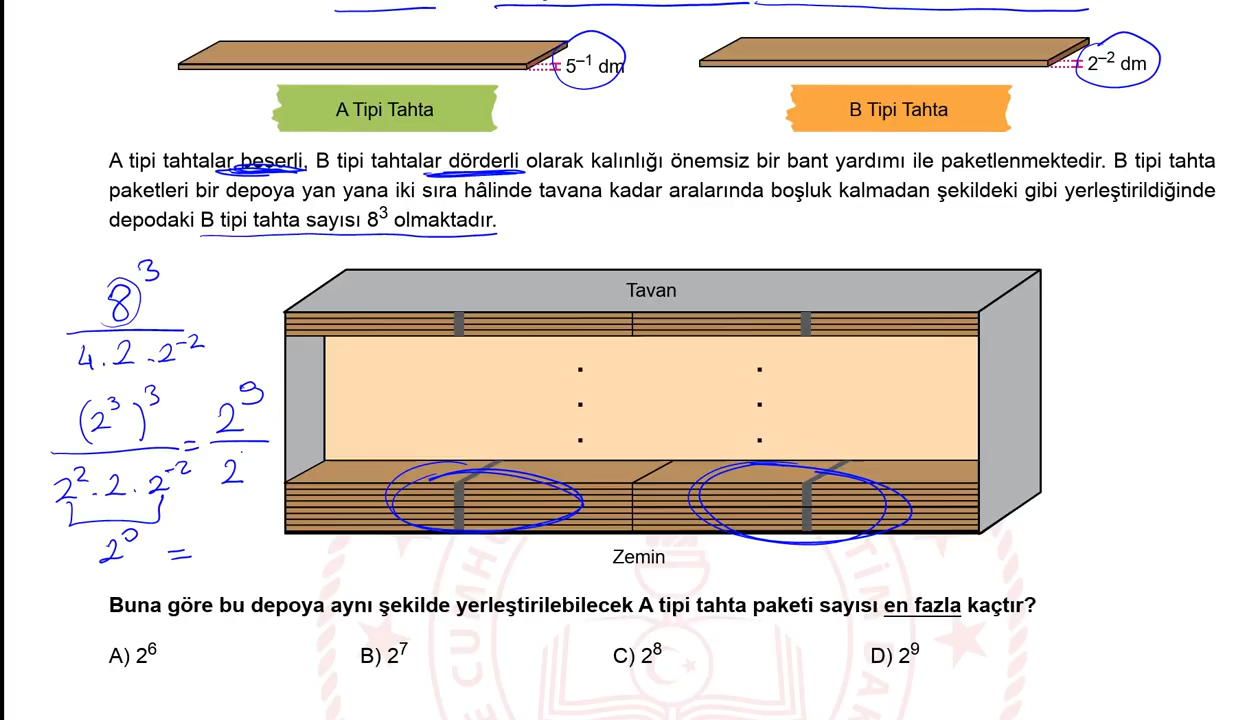 5⁻¹ dm
2⁻² dm
A Tipi Tahta
B Tipi Tahta
A tipi tahtalar beşerli, B tipi tahtalar dörderli olarak kalınlığı önemsiz bir bant yardımı ile paketlenmektedir. B tipi tahta
paketleri bir depoya yan yana iki sıra hâlinde tavana kadar aralarında boşluk kalmadan şekildeki gibi yerleştirildiğinde
depodaki B tipi tahta sayısı 8³ olmaktadır.
8³
4 . 2 . 2⁻²
(2³)³
2² . 2 . 2⁻²
= 2⁹
2
2⁰ =
Tavan
Zemin
Buna göre bu depoya aynı şekilde yerleştirilebilecek A tipi tahta paketi sayısı en fazla kaçtır?
A) 2⁶ B) 2⁷ C) 2⁸ D) 2⁹